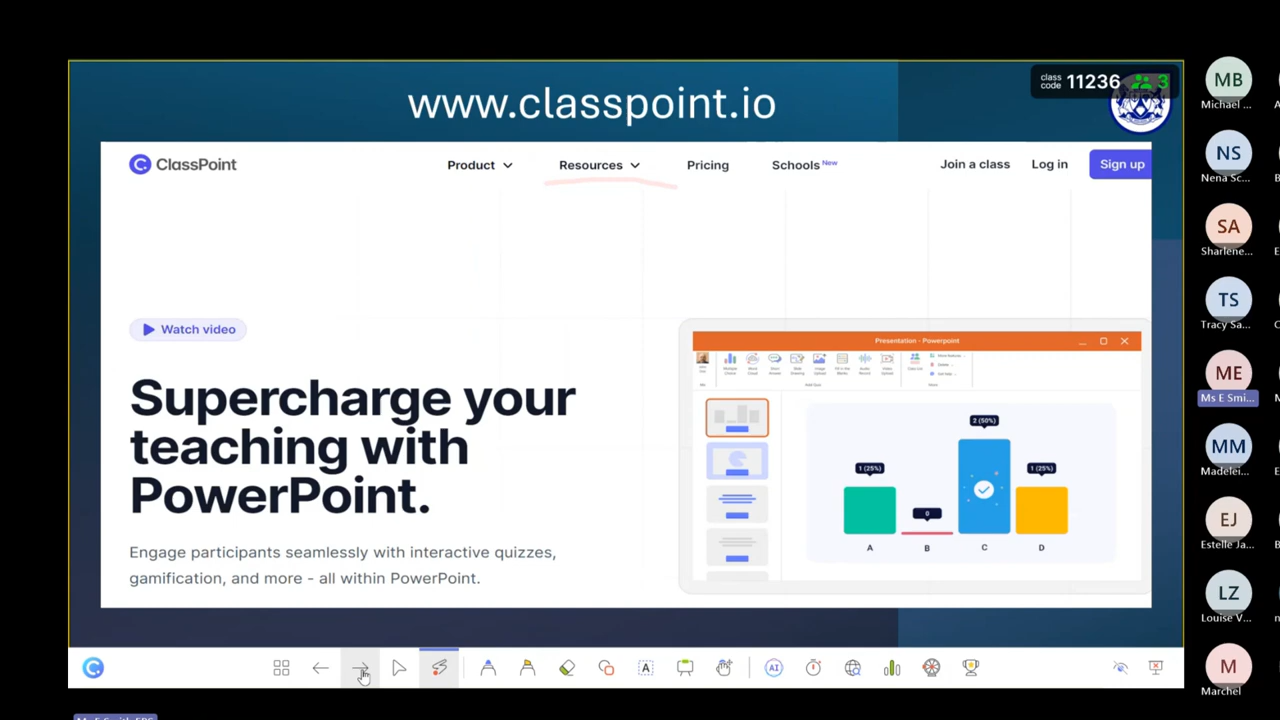 www.classpoint.io
class code 11236 3
ClassPoint
Product
Resources
Pricing
Schools New
Join a class
Log in
Sign up
Watch video
Supercharge your
teaching with
PowerPoint.
Engage participants seamlessly with interactive quizzes,
gamification, and more - all within PowerPoint.
Presentation - Powerpoint
2 (50%)
1 (25%)
0
1 (25%)
A
B
C
D
A
AI
MB
Michael ...
NS
Nena Sc...
SA
Sharlene...
TS
Tracy Sa...
ME
Ms E Smi...
MM
Madelei...
EJ
Estelle Ja...
LZ
Louise V...
M
Marchel